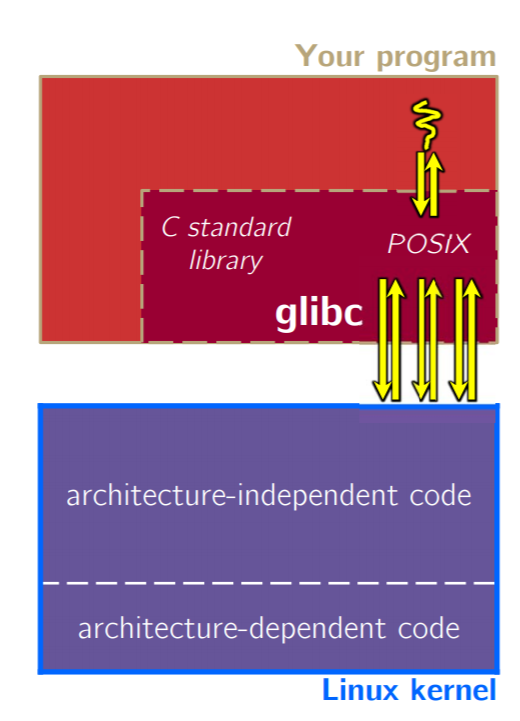 Your program
C standard
library
POSIX
glibc
architecture-independent code
architecture-dependent code
Linux kernel